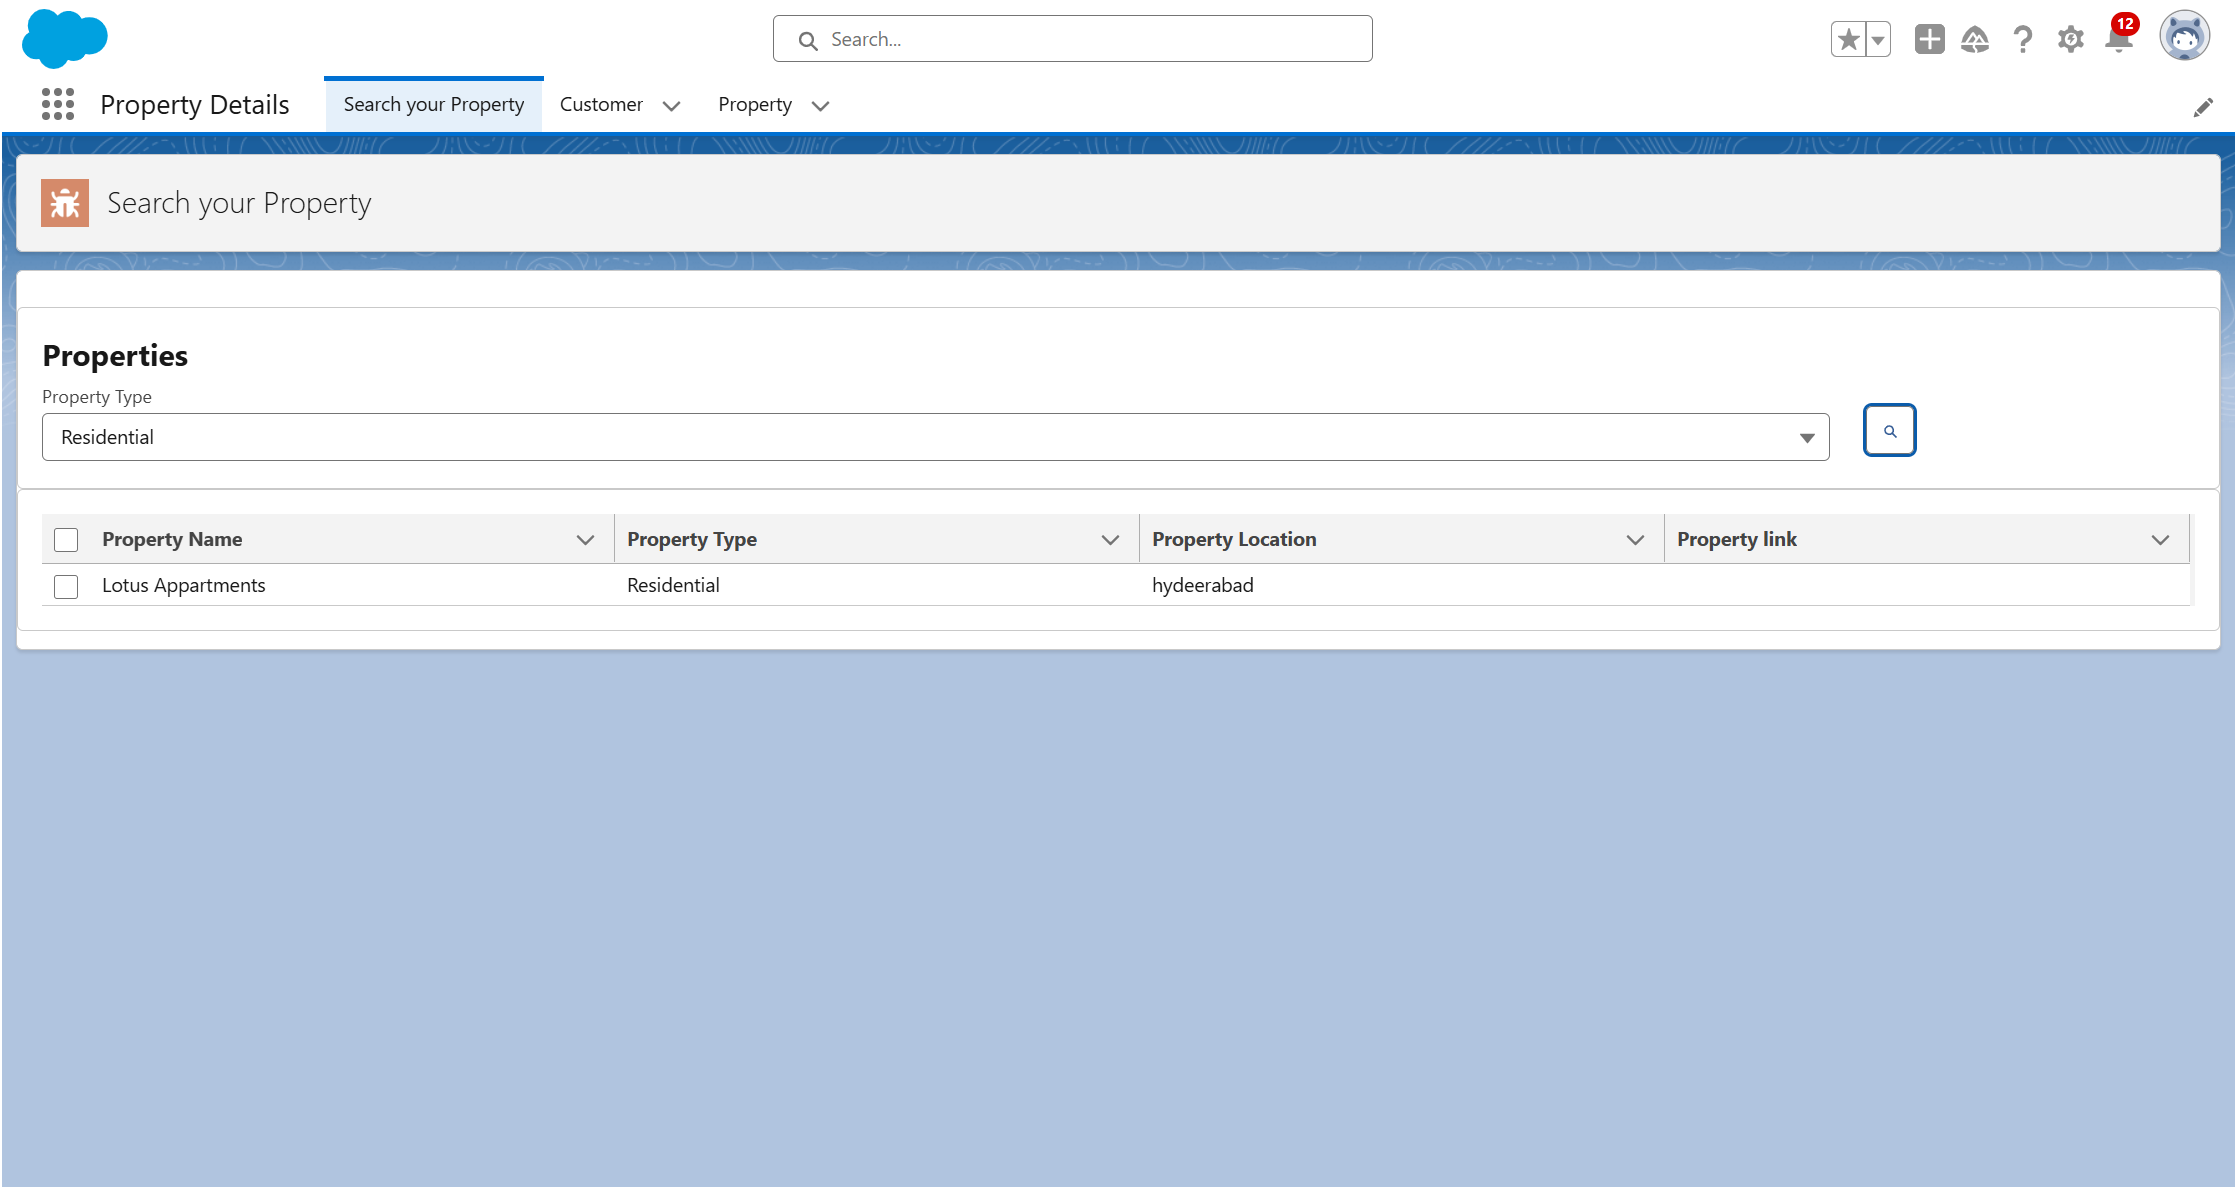 Search...
12
Property Details
Search your Property
Customer
Property
Search your Property
Properties
Property Type
Residential
Property Name Property Type Property Location Property link
Lotus Appartments Residential hydeerabad